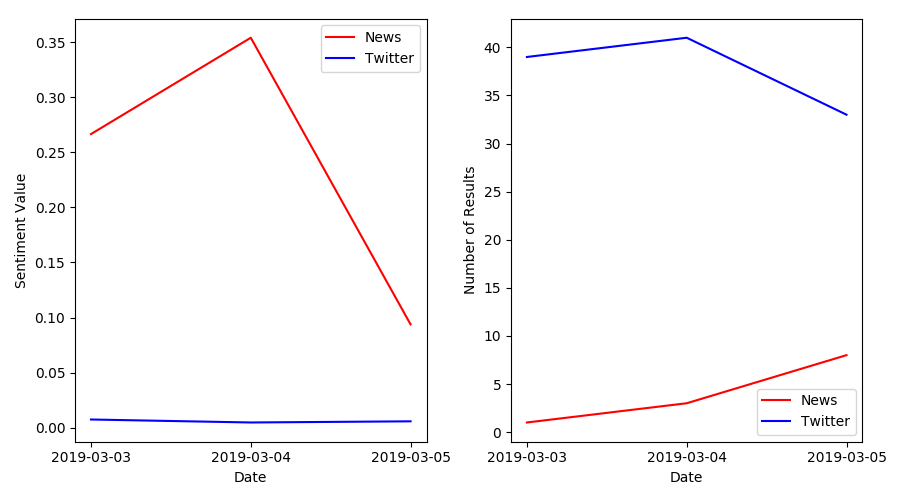 Sentiment Value
0.35
0.30
0.25
0.20
0.15
0.10
0.05
0.00
News
Twitter
2019-03-03
2019-03-04
2019-03-05
Date
Number of Results
40
35
30
25
20
15
10
5
0
News
Twitter
2019-03-03
2019-03-04
2019-03-05
Date